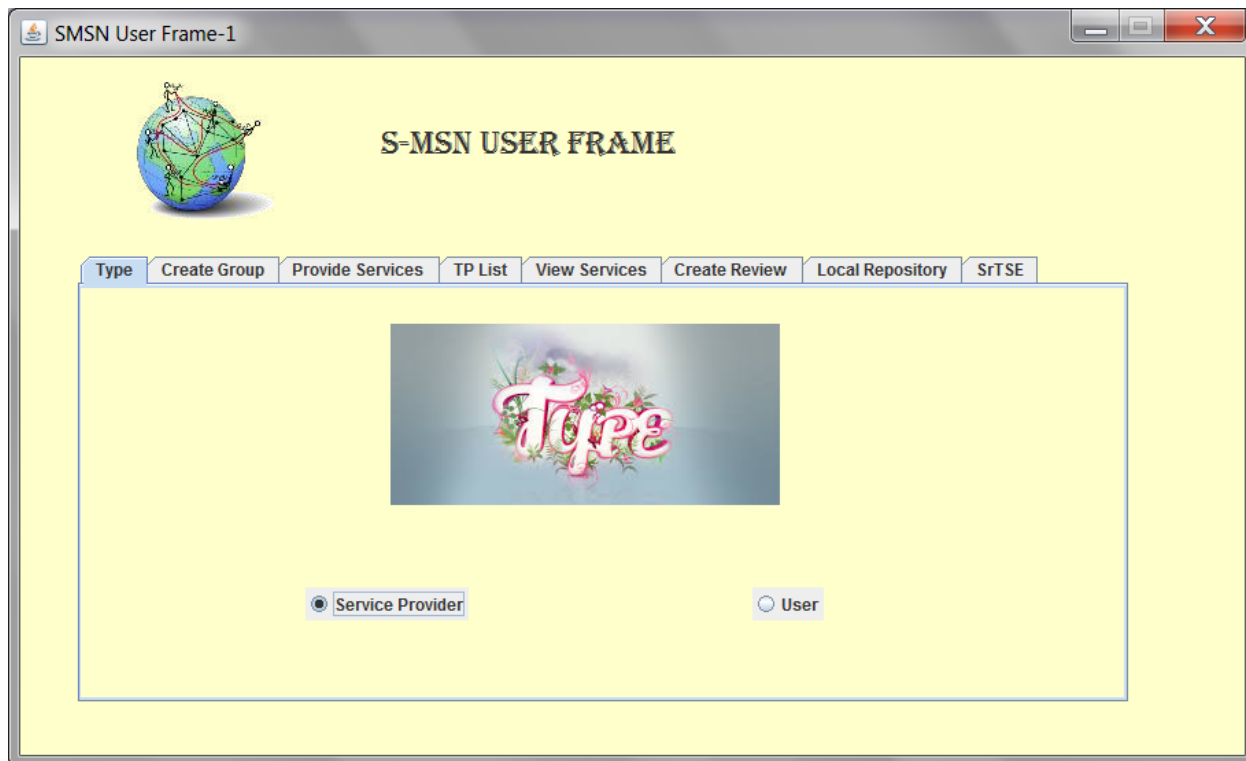 SMSN User Frame-1
S-MSN USER FRAME
Type Create Group Provide Services TP List View Services Create Review Local Repository SrTSE
Type
Service Provider User